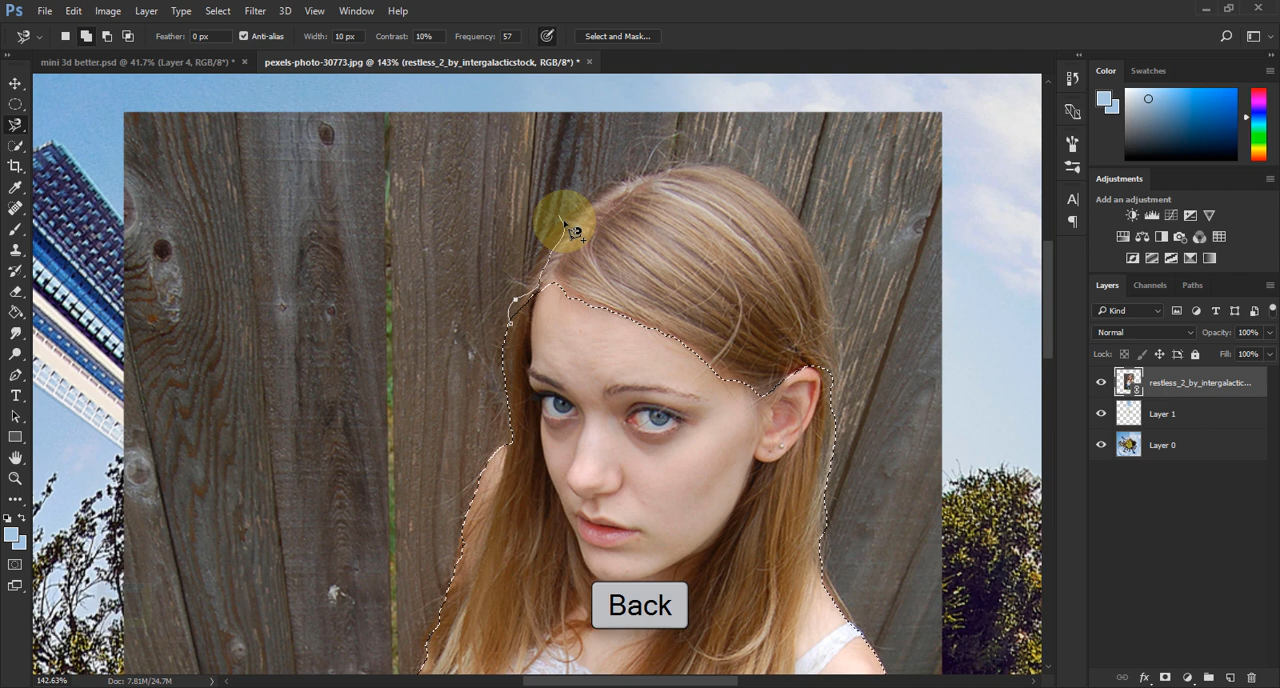 Ps File Edit Image Layer Type Select Filter 3D View Window Help
Feather: 0 px Anti-alias Width: 10 px Contrast: 10% Frequency: 57 Select and Mask...
mini 3d better.psd @ 41.7% (Layer 4, RGB/8*) * × pexels-photo-30773.jpg @ 143% (restless_2_by_intergalacticstock, RGB/8*) * ×
Color Swatches
Adjustments
Add an adjustment
Layers Channels Paths
Kind
Normal Opacity: 100%
Lock: Fill: 100%
restless_2_by_intergalactic...
Layer 1
Layer 0
Back
142.63% Doc: 7.81M/24.7M